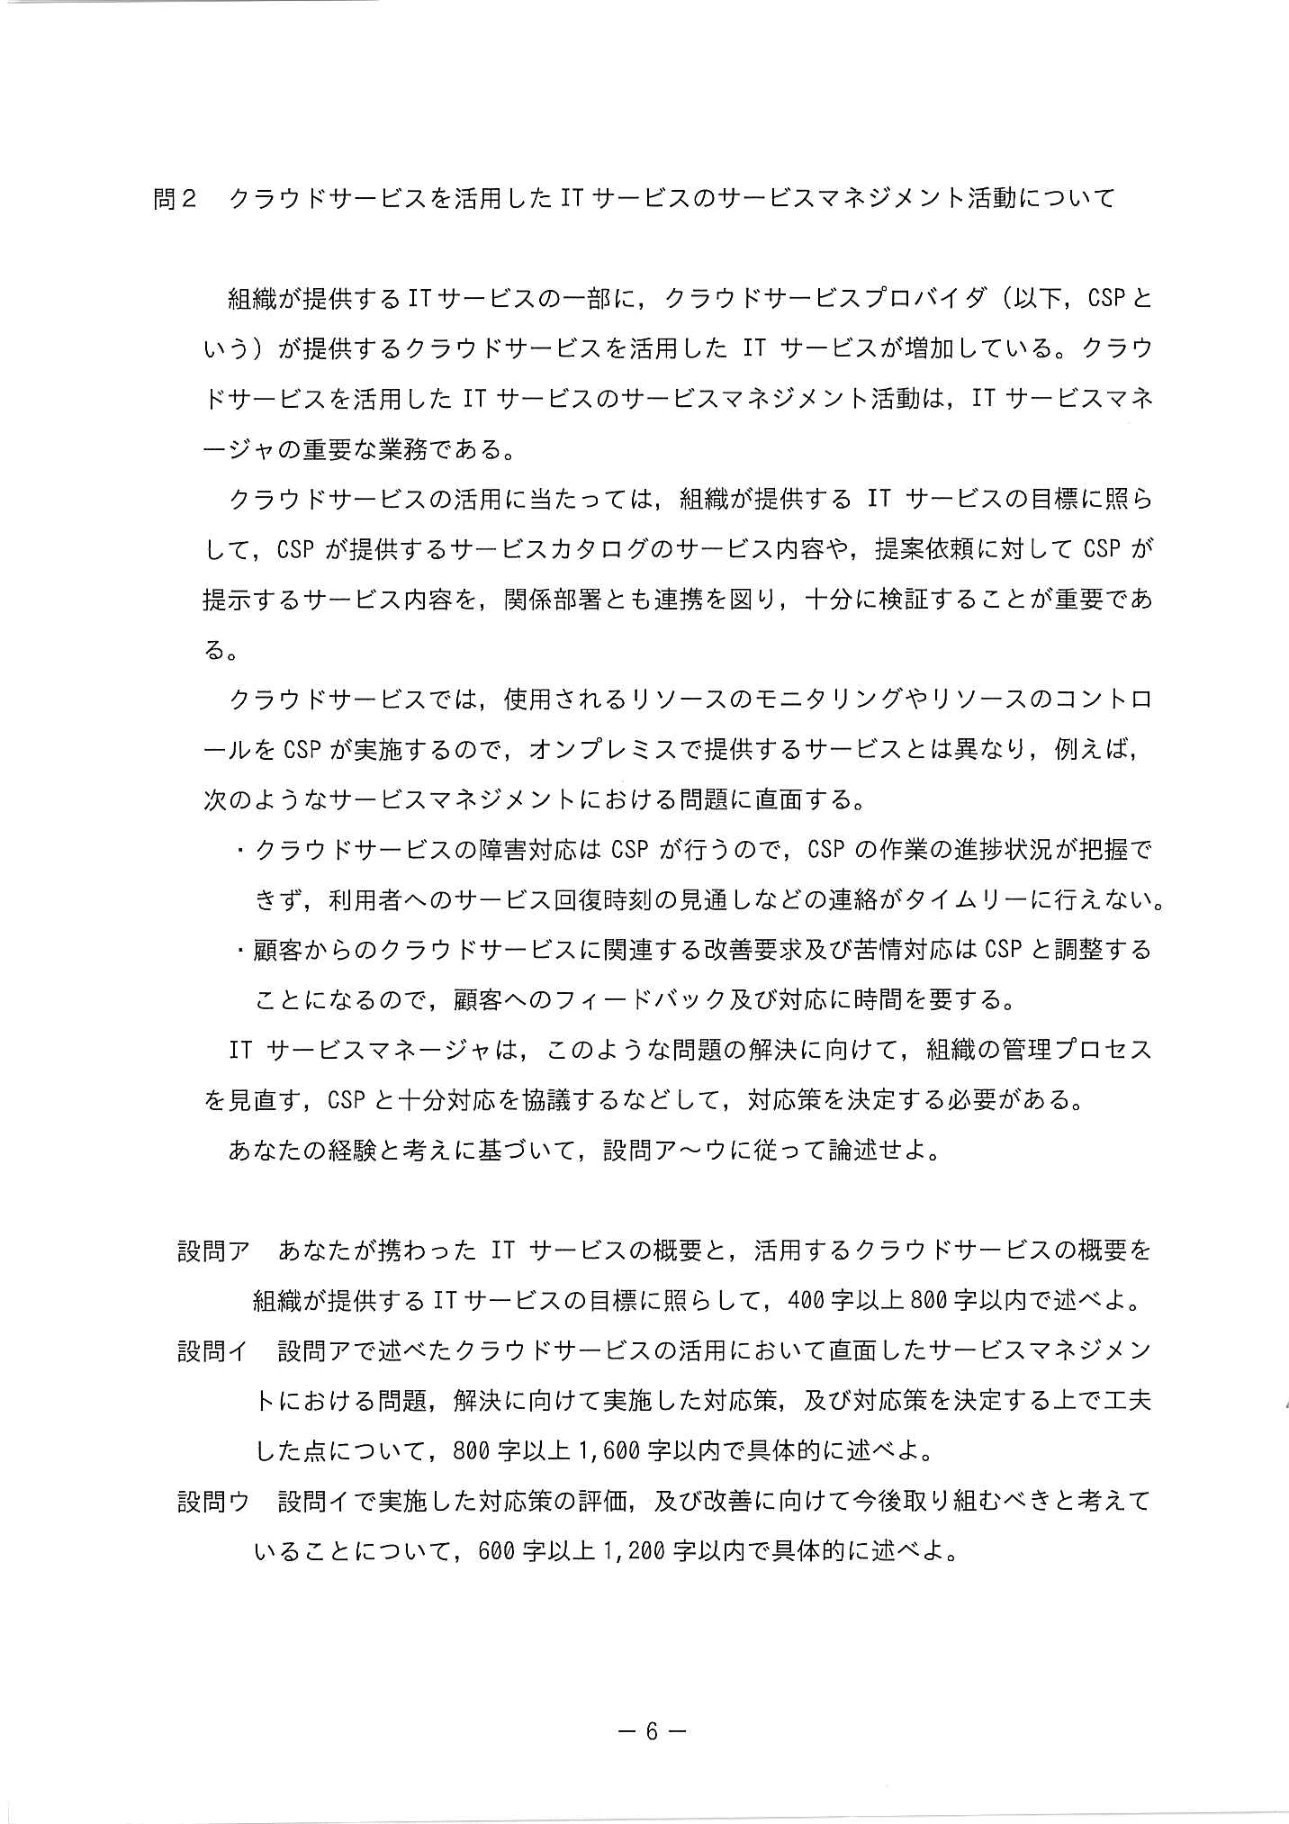 問２　クラウドサービスを活用した IT サービスのサービスマネジメント活動について
組織が提供する IT サービスの一部に，クラウドサービスプロバイダ（以下，CSP と
いう）が提供するクラウドサービスを活用した IT サービスが増加している。クラウ
ドサービスを活用した IT サービスのサービスマネジメント活動は，IT サービスマネ
ージャの重要な業務である。
クラウドサービスの活用に当たっては，組織が提供する IT サービスの目標に照ら
して，CSP が提供するサービスカタログのサービス内容や，提案依頼に対して CSP が
提示するサービス内容を，関係部署とも連携を図り，十分に検証することが重要であ
る。
クラウドサービスでは，使用されるリソースのモニタリングやリソースのコントロ
ールを CSP が実施するので，オンプレミスで提供するサービスとは異なり，例えば，
次のようなサービスマネジメントにおける問題に直面する。
・クラウドサービスの障害対応は CSP が行うので，CSP の作業の進捗状況が把握で
きず，利用者へのサービス回復時刻の見通しなどの連絡がタイムリーに行えない。
・顧客からのクラウドサービスに関連する改善要求及び苦情対応は CSP と調整する
ことになるので，顧客へのフィードバック及び対応に時間を要する。
IT サービスマネージャは，このような問題の解決に向けて，組織の管理プロセス
を見直す，CSP と十分対応を協議するなどして，対応策を決定する必要がある。
あなたの経験と考えに基づいて，設問ア～ウに従って論述せよ。
設問ア　あなたが携わった IT サービスの概要と，活用するクラウドサービスの概要を
組織が提供する IT サービスの目標に照らして，400 字以上 800 字以内で述べよ。
設問イ　設問アで述べたクラウドサービスの活用において直面したサービスマネジメン
トにおける問題，解決に向けて実施した対応策，及び対応策を決定する上で工夫
した点について，800 字以上 1,600 字以内で具体的に述べよ。
設問ウ　設問イで実施した対応策の評価，及び改善に向けて今後取り組むべきと考えて
いることについて，600 字以上 1,200 字以内で具体的に述べよ。
－ 6 －